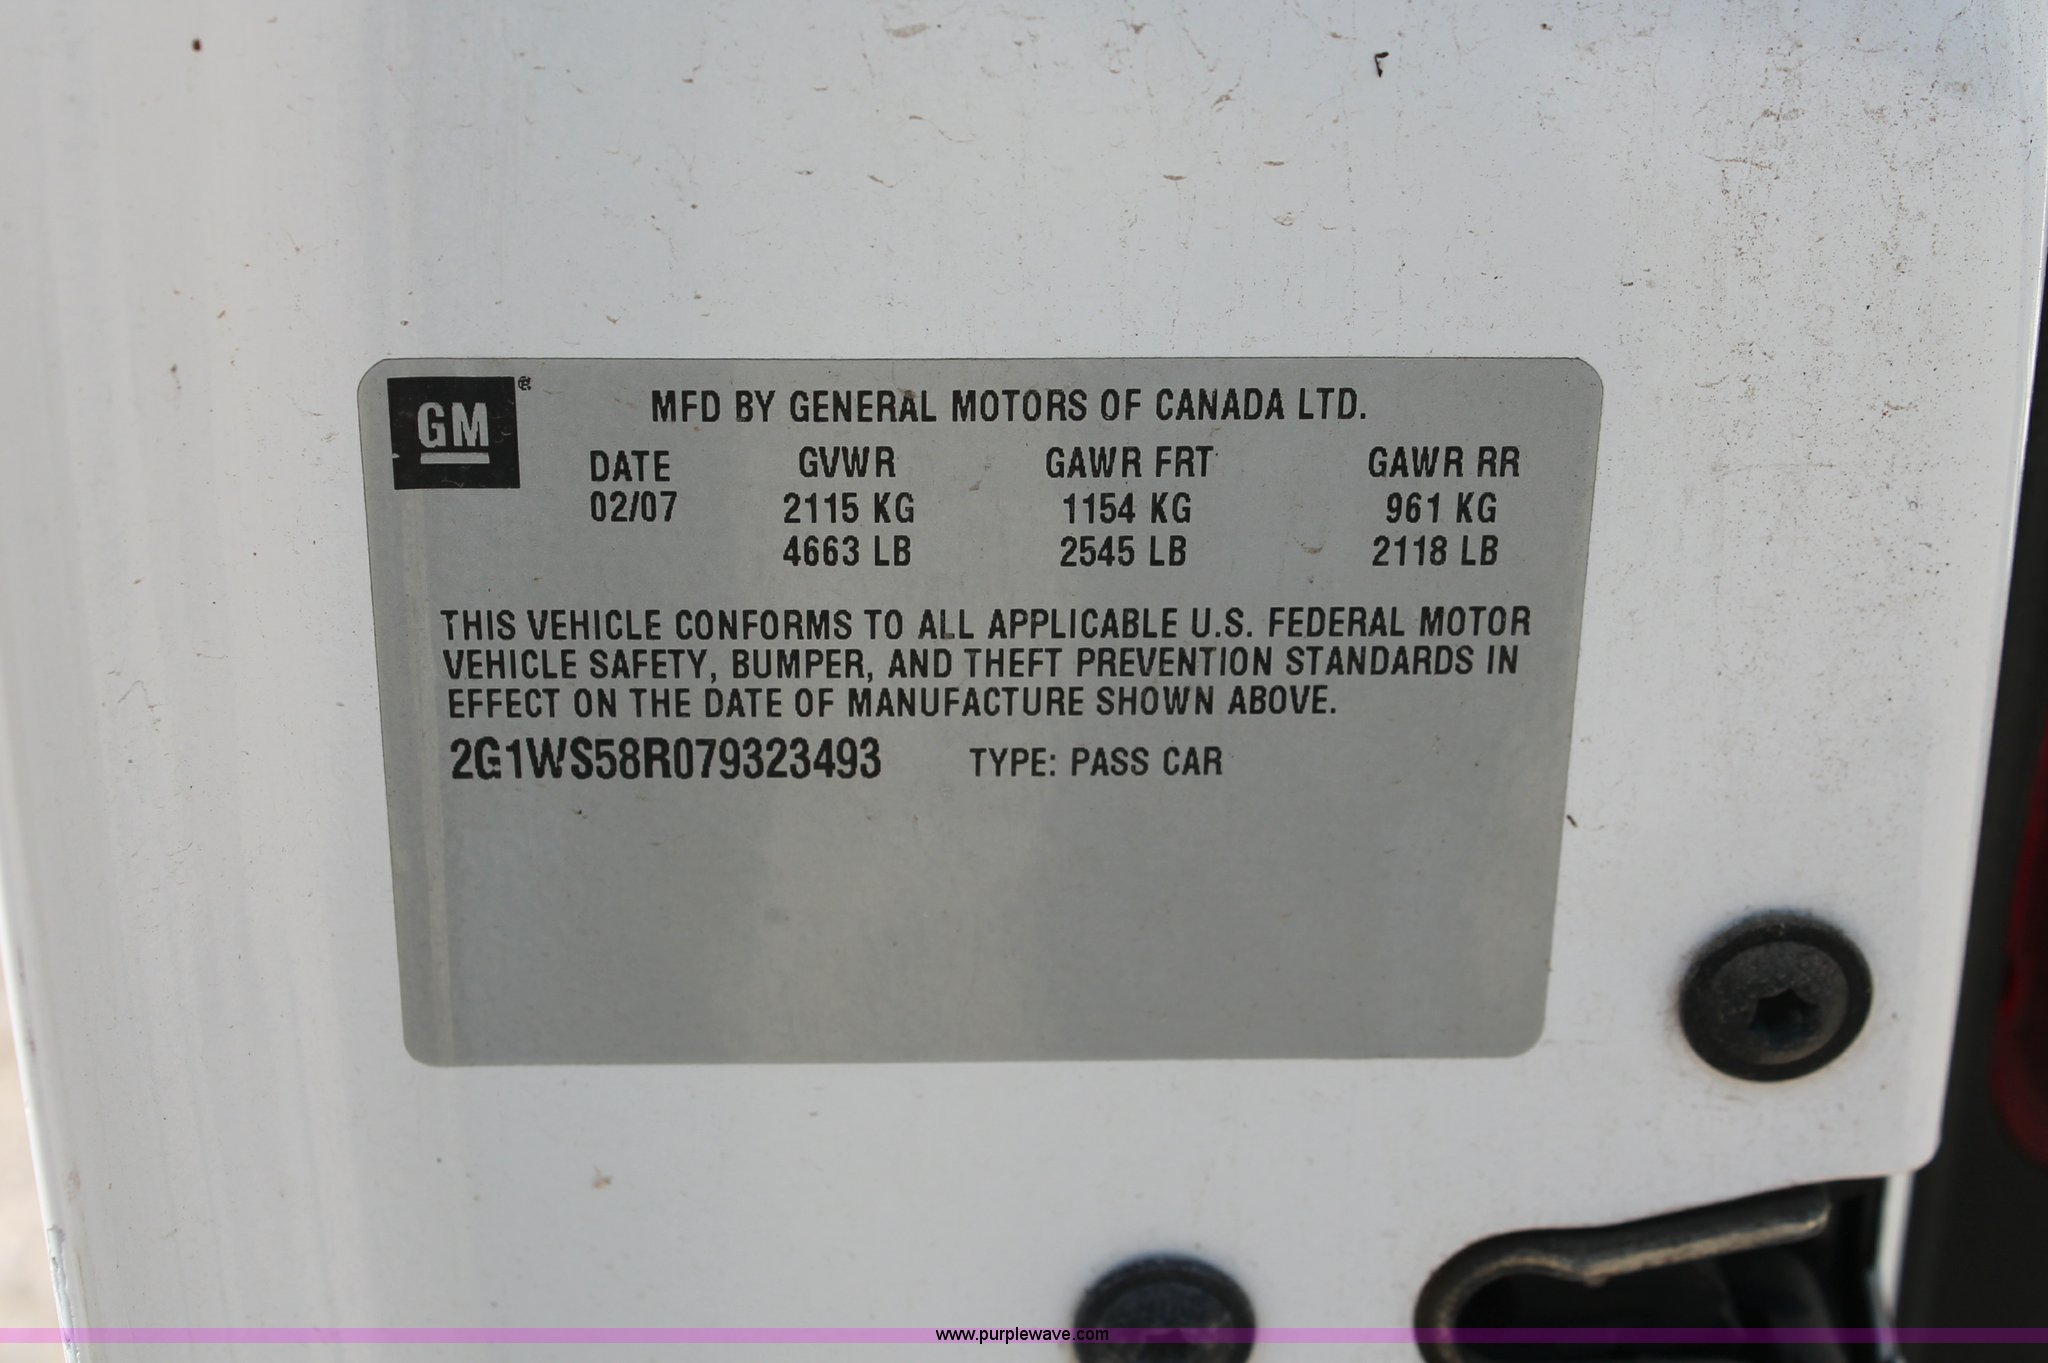 GM®
MFD BY GENERAL MOTORS OF CANADA LTD.
DATE GVWR GAWR FRT GAWR RR
02/07 2115 KG 1154 KG 961 KG
4663 LB 2545 LB 2118 LB
THIS VEHICLE CONFORMS TO ALL APPLICABLE U.S. FEDERAL MOTOR
VEHICLE SAFETY, BUMPER, AND THEFT PREVENTION STANDARDS IN
EFFECT ON THE DATE OF MANUFACTURE SHOWN ABOVE.
2G1WS58R079323493 TYPE: PASS CAR
www.purplewave.com